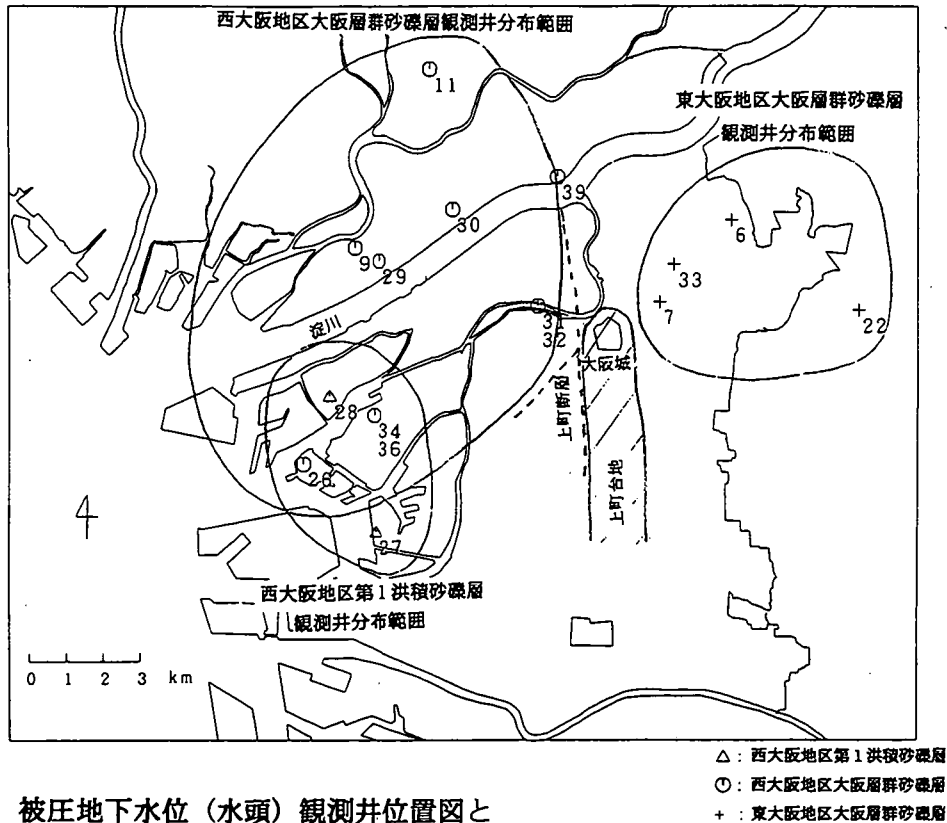 西大阪地区大阪層群砂礫層観測井分布範囲
11
東大阪地区大阪層群砂礫層
観測井分布範囲
39
6
30
9
29
33
7
22
31
32
淀川
大阪城
28
上町断層
34
36
26
上町台地
27
西大阪地区第1洪積砂礫層
観測井分布範囲
0 1 2 3 km
△:西大阪地区第1洪積砂礫層
:西大阪地区大阪層群砂礫層
+:東大阪地区大阪層群砂礫層
被圧地下水位(水頭)観測井位置図と